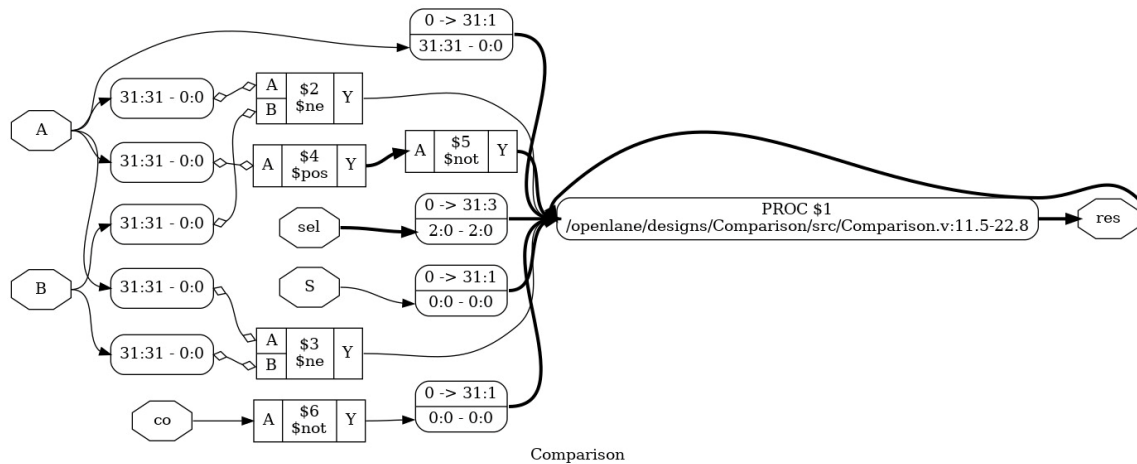 0 -> 31:1
31:31 - 0:0
31:31 - 0:0
A
B
$2
$ne
Y
A
31:31 - 0:0
A
$4
$pos
Y
A
$5
$not
Y
31:31 - 0:0
sel
0 -> 31:3
2:0 - 2:0
PROC $1
/openlane/designs/Comparison/src/Comparison.v:11.5-22.8
res
B
31:31 - 0:0
S
0 -> 31:1
0:0 - 0:0
31:31 - 0:0
A
B
$3
$ne
Y
co
A
$6
$not
Y
0 -> 31:1
0:0 - 0:0
Comparison